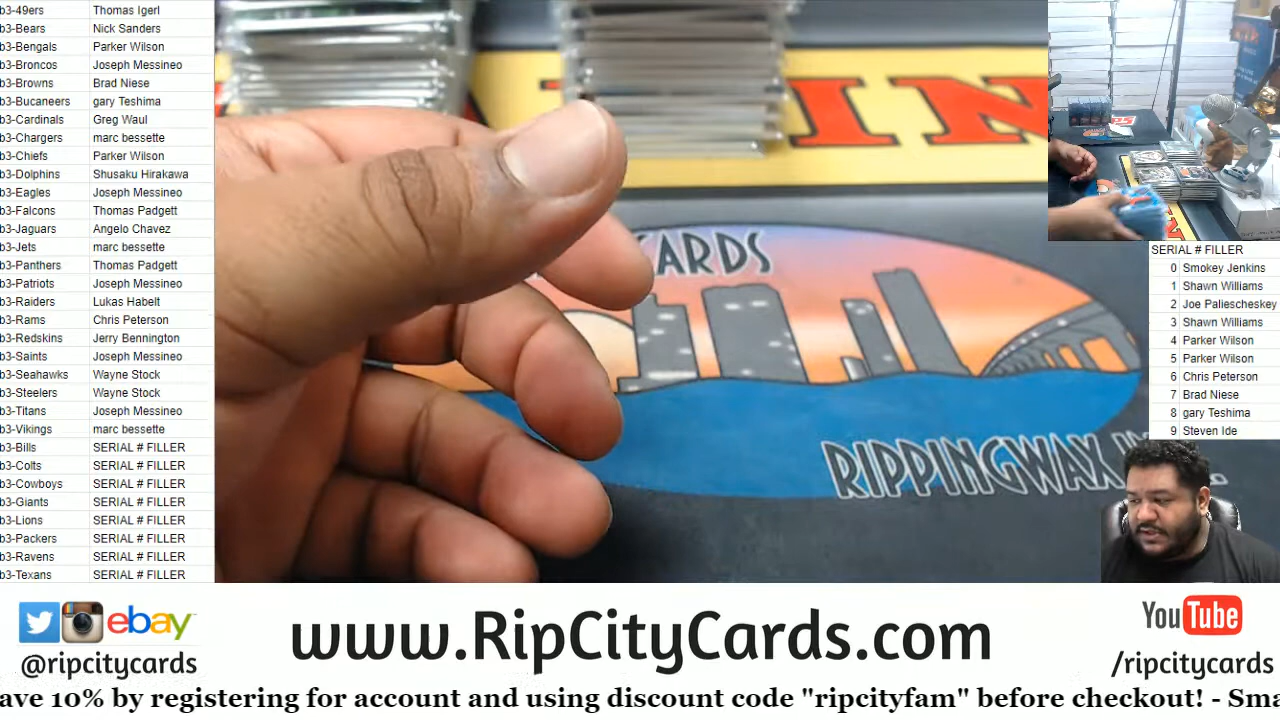 b3-49ers Thomas Igerl
b3-Bears Nick Sanders
b3-Bengals Parker Wilson
b3-Broncos Joseph Messineo
b3-Browns Brad Niese
b3-Bucaneers gary Teshima
b3-Cardinals Greg Waul
b3-Chargers marc bessette
b3-Chiefs Parker Wilson
b3-Dolphins Shusaku Hirakawa
b3-Eagles Joseph Messineo
b3-Falcons Thomas Padgett
b3-Jaguars Angelo Chavez
b3-Jets marc bessette
b3-Panthers Thomas Padgett
b3-Patriots Joseph Messineo
b3-Raiders Lukas Habelt
b3-Rams Chris Peterson
b3-Redskins Jerry Bennington
b3-Saints Joseph Messineo
b3-Seahawks Wayne Stock
b3-Steelers Wayne Stock
b3-Titans Joseph Messineo
b3-Vikings marc bessette
b3-Bills SERIAL # FILLER
b3-Colts SERIAL # FILLER
b3-Cowboys SERIAL # FILLER
b3-Giants SERIAL # FILLER
b3-Lions SERIAL # FILLER
b3-Packers SERIAL # FILLER
b3-Ravens SERIAL # FILLER
b3-Texans SERIAL # FILLER
IN
CARDS
RIPPINGWAX
SERIAL # FILLER
0 Smokey Jenkins
1 Shawn Williams
2 Joe Paliescheskey
3 Shawn Williams
4 Parker Wilson
5 Parker Wilson
6 Chris Peterson
7 Brad Niese
8 gary Teshima
9 Steven Ide
ebay
@ripcitycards
www.RipCityCards.com
YouTube
/ripcitycards
ave 10% by registering for account and using discount code "ripcityfam" before checkout! - Sma